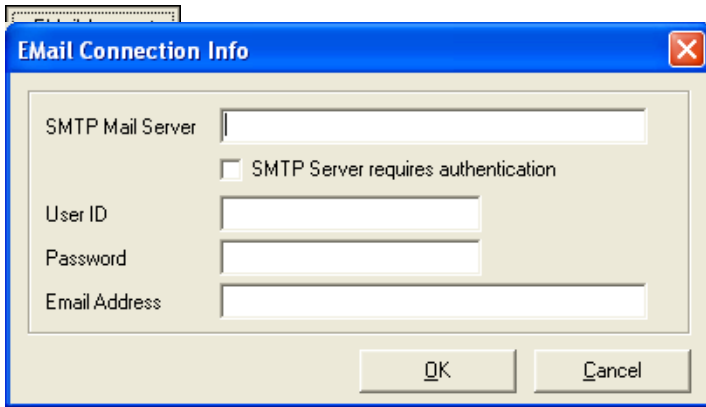 EMail Connection Info
SMTP Mail Server
SMTP Server requires authentication
User ID
Password
Email Address
OK
Cancel